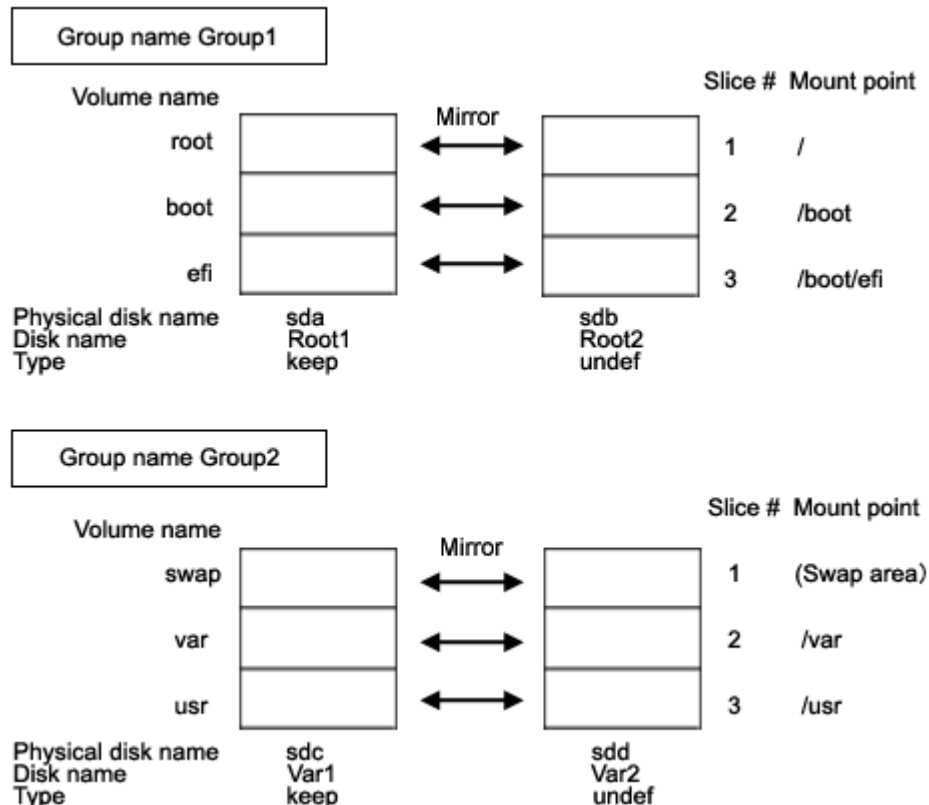 Group name Group1
Slice # Mount point
Volume name
Mirror
root 1 /
boot 2 /boot
efi 3 /boot/efi
Physical disk name sda sdb
Disk name Root1 Root2
Type keep undef
Group name Group2
Slice # Mount point
Volume name
Mirror
swap 1 (Swap area)
var 2 /var
usr 3 /usr
Physical disk name sdc sdd
Disk name Var1 Var2
Type keep undef